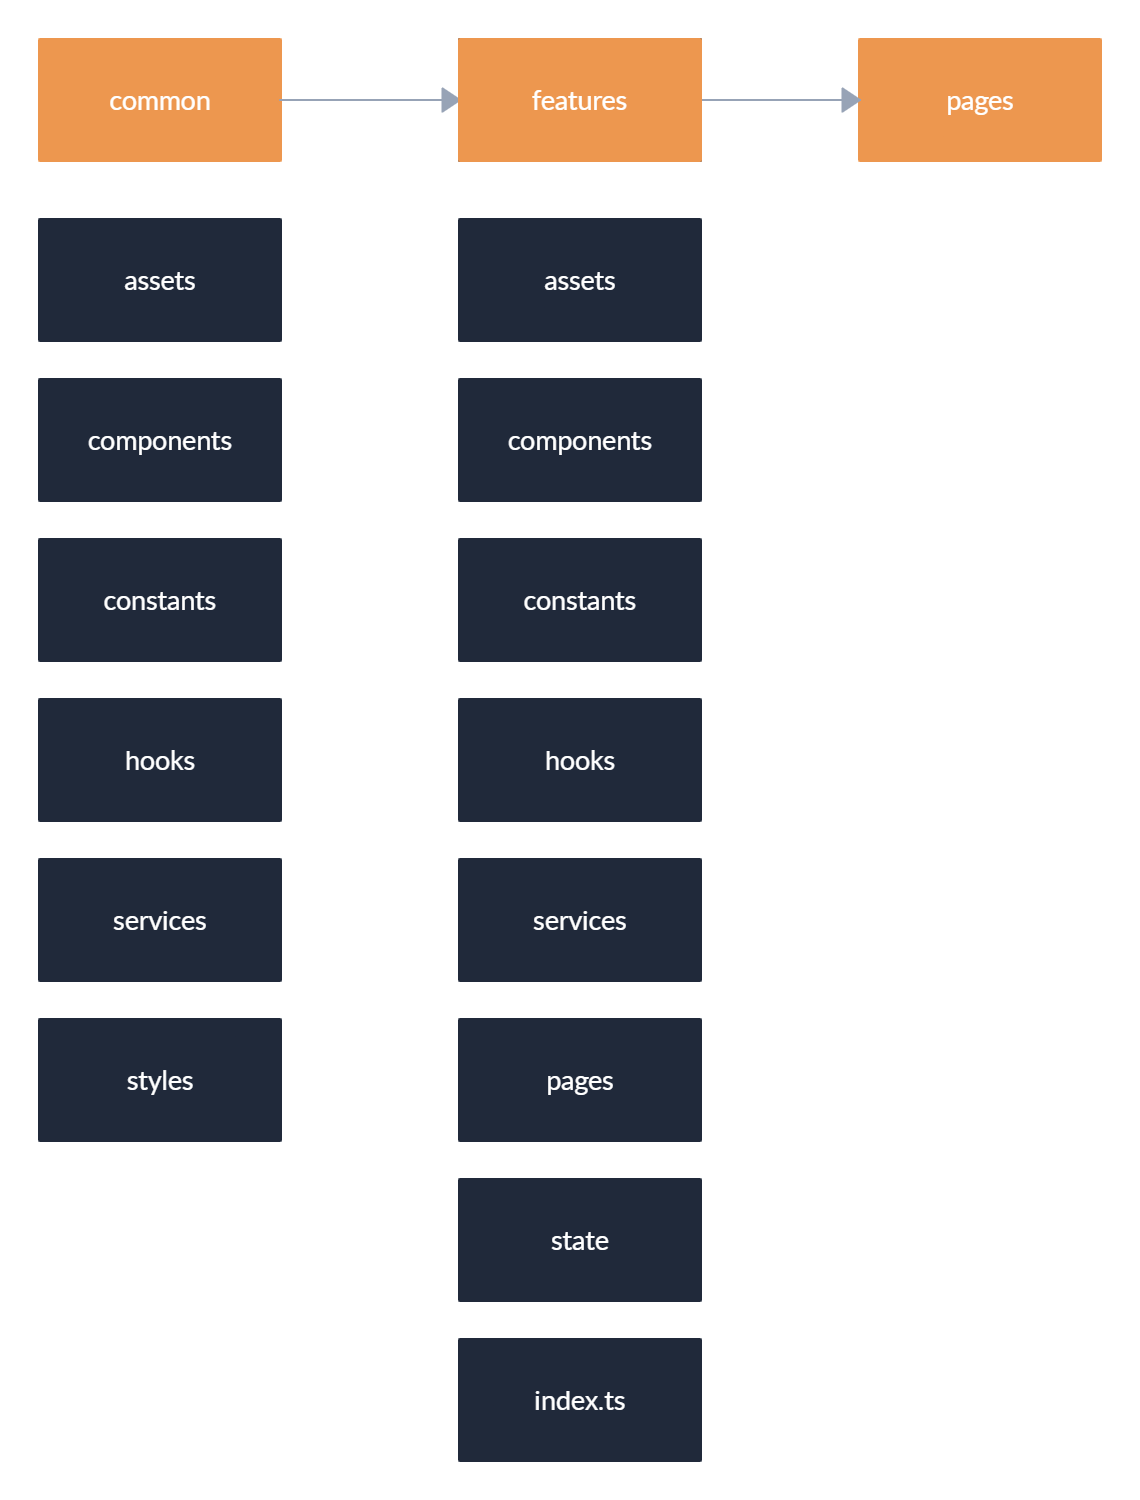 common
features
pages
assets
assets
components
components
constants
constants
hooks
hooks
services
services
styles
pages
state
index.ts